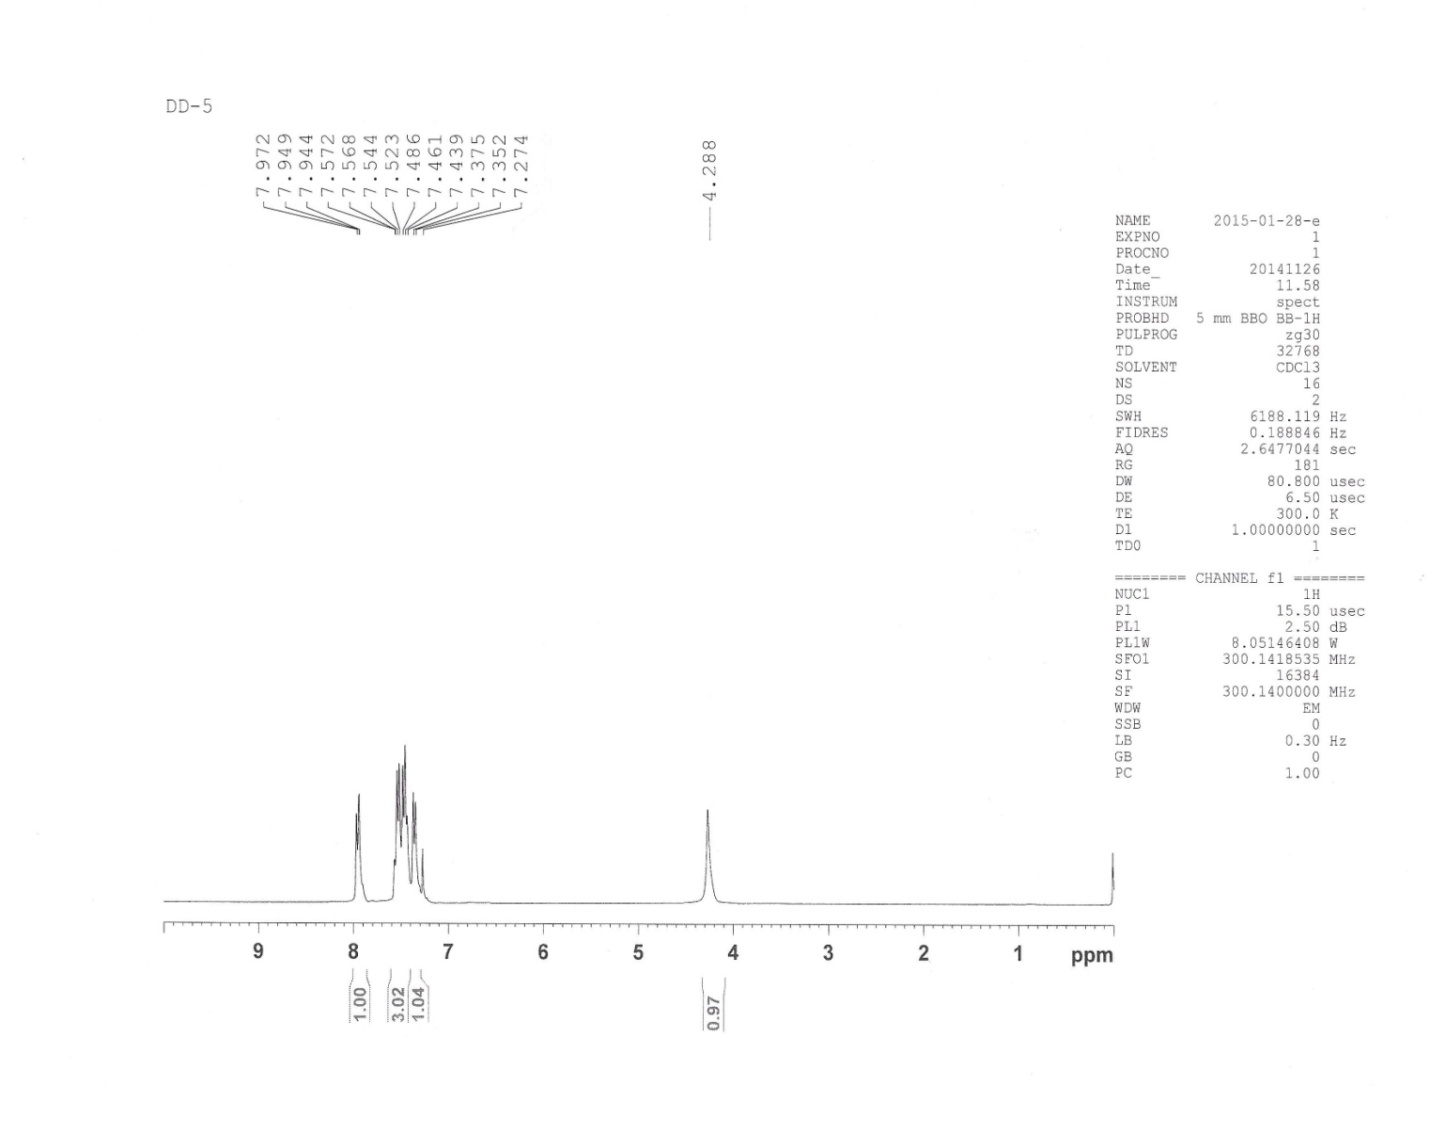 DD-5
7.972
7.949
7.944
7.572
7.568
7.544
7.523
7.486
7.461
7.439
7.375
7.352
7.274
4.288
NAME 2015-01-28-e
EXPNO 1
PROCNO 1
Date_ 20141126
Time 11.58
INSTRUM spect
PROBHD 5 mm BBO BB-1H
PULPROG zg30
TD 32768
SOLVENT CDCl3
NS 16
DS 2
SWH 6188.119 Hz
FIDRES 0.188846 Hz
AQ 2.6477044 sec
RG 181
DW 80.800 usec
DE 6.50 usec
TE 300.0 K
D1 1.00000000 sec
TD0 1
======== CHANNEL f1 ========
NUC1 1H
P1 15.50 usec
PL1 2.50 dB
PL1W 8.05146408 W
SFO1 300.1418535 MHz
SI 16384
SF 300.1400000 MHz
WDW EM
SSB 0
LB 0.30 Hz
GB 0
PC 1.00
9 8 7 6 5 4 3 2 1 ppm
1.00
3.02
1.04
0.97